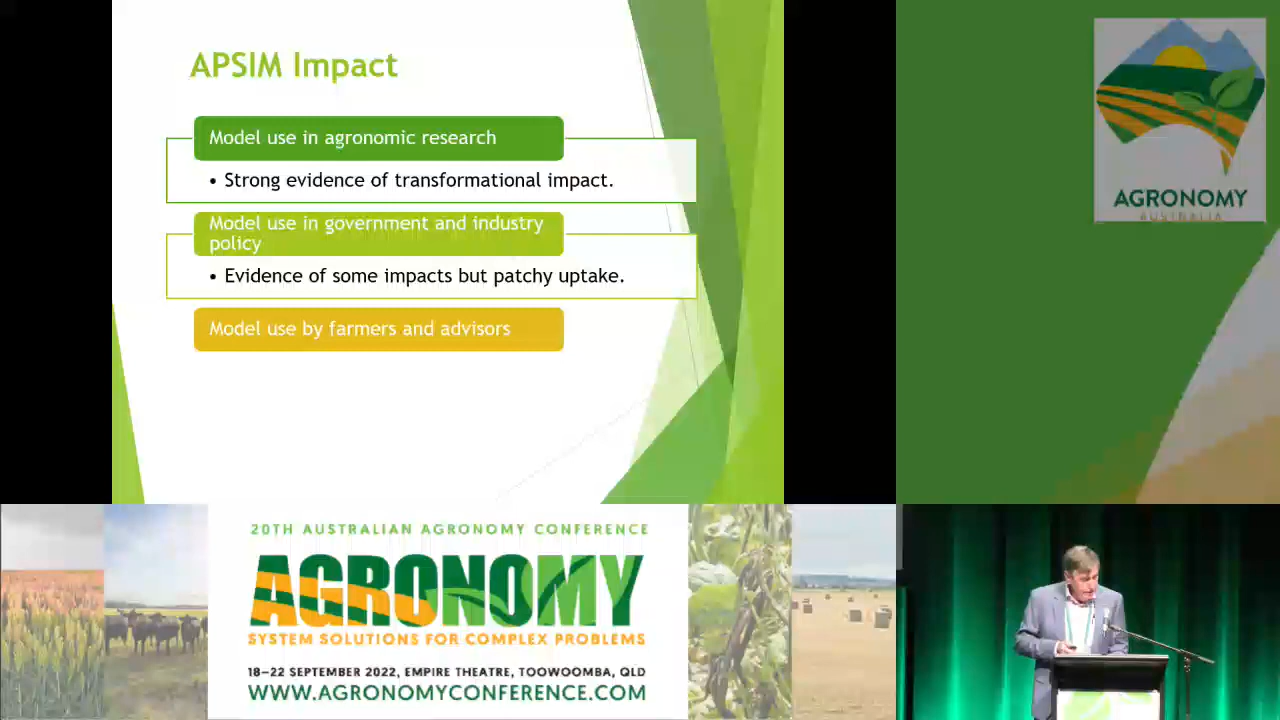 APSIM Impact
Model use in agronomic research
• Strong evidence of transformational impact.
Model use in government and industry
policy
• Evidence of some impacts but patchy uptake.
Model use by farmers and advisors
AGRONOMY
AUSTRALIA
20TH AUSTRALIAN AGRONOMY CONFERENCE
AGRONOMY
SYSTEM SOLUTIONS FOR COMPLEX PROBLEMS
18–22 SEPTEMBER 2022, EMPIRE THEATRE, TOOWOOMBA, QLD
WWW.AGRONOMYCONFERENCE.COM